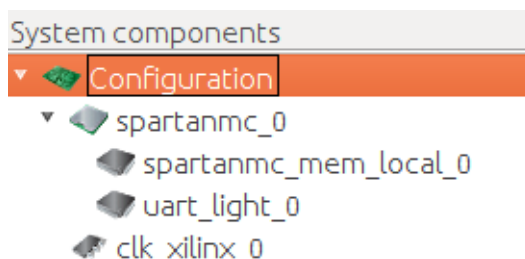 System components
Configuration
spartanmc_0
spartanmc_mem_local_0
uart_light_0
clk_xilinx_0